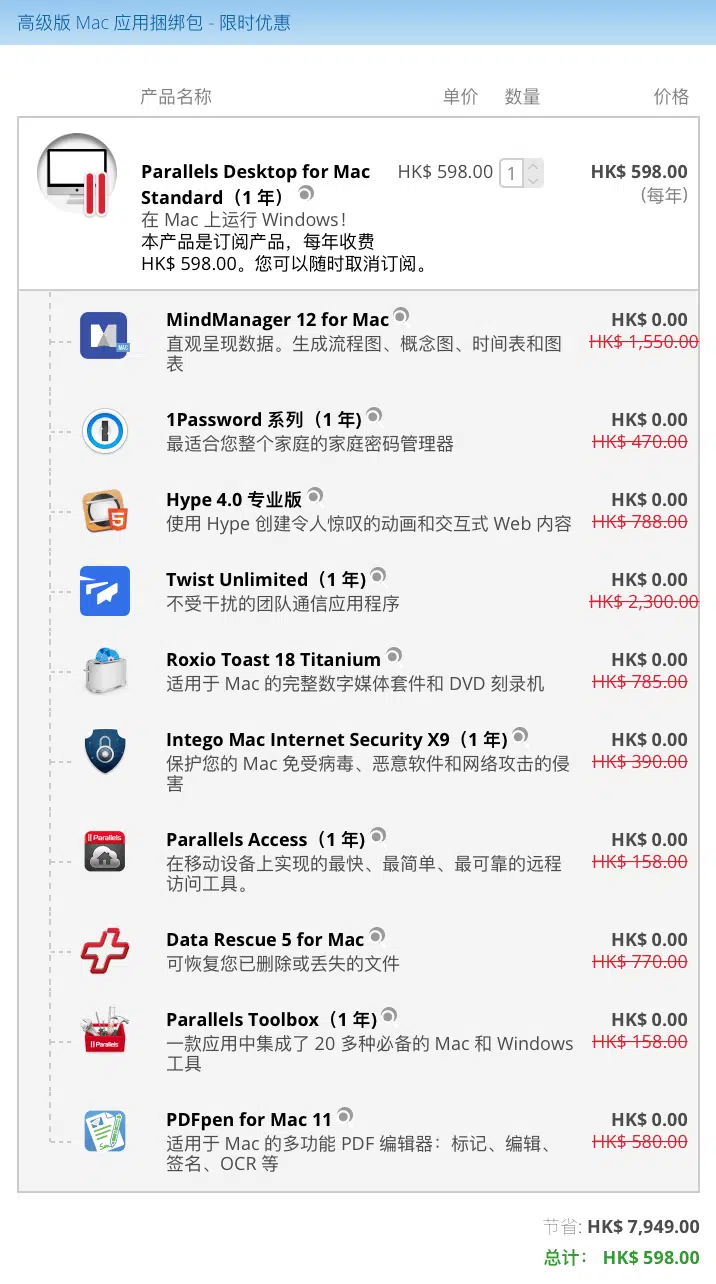 高级版 Mac 应用捆绑包 - 限时优惠
产品名称 单价 数量 价格
Parallels Desktop for Mac HK$ 598.00 1 HK$ 598.00
Standard（1 年） (每年)
在 Mac 上运行 Windows！
本产品是订阅产品，每年收费
HK$ 598.00。您可以随时取消订阅。
MindManager 12 for Mac HK$ 0.00
直观呈现数据。生成流程图、概念图、时间表和图 HK$ 1,550.00
表
MAC
1Password 系列（1 年) HK$ 0.00
最适合您整个家庭的家庭密码管理器 HK$ 470.00
Hype 4.0 专业版 HK$ 0.00
使用 Hype 创建令人惊叹的动画和交互式 Web 内容 HK$ 788.00
5
Twist Unlimited（1 年) HK$ 0.00
不受干扰的团队通信应用程序 HK$ 2,300.00
Roxio Toast 18 Titanium HK$ 0.00
适用于 Mac 的完整数字媒体套件和 DVD 刻录机 HK$ 785.00
Intego Mac Internet Security X9（1 年) HK$ 0.00
保护您的 Mac 免受病毒、恶意软件和网络攻击的侵 HK$ 390.00
害
Parallels
Parallels Access（1 年) HK$ 0.00
在移动设备上实现的最快、最简单、最可靠的远程 HK$ 158.00
访问工具。
Data Rescue 5 for Mac HK$ 0.00
可恢复您已删除或丢失的文件 HK$ 770.00
Parallels Toolbox（1 年) HK$ 0.00
一款应用中集成了 20 多种必备的 Mac 和 Windows HK$ 158.00
工具
Parallels
PDFpen for Mac 11 HK$ 0.00
适用于 Mac 的多功能 PDF 编辑器：标记、编辑、 HK$ 580.00
签名、OCR 等
节省: HK$ 7,949.00
总计： HK$ 598.00